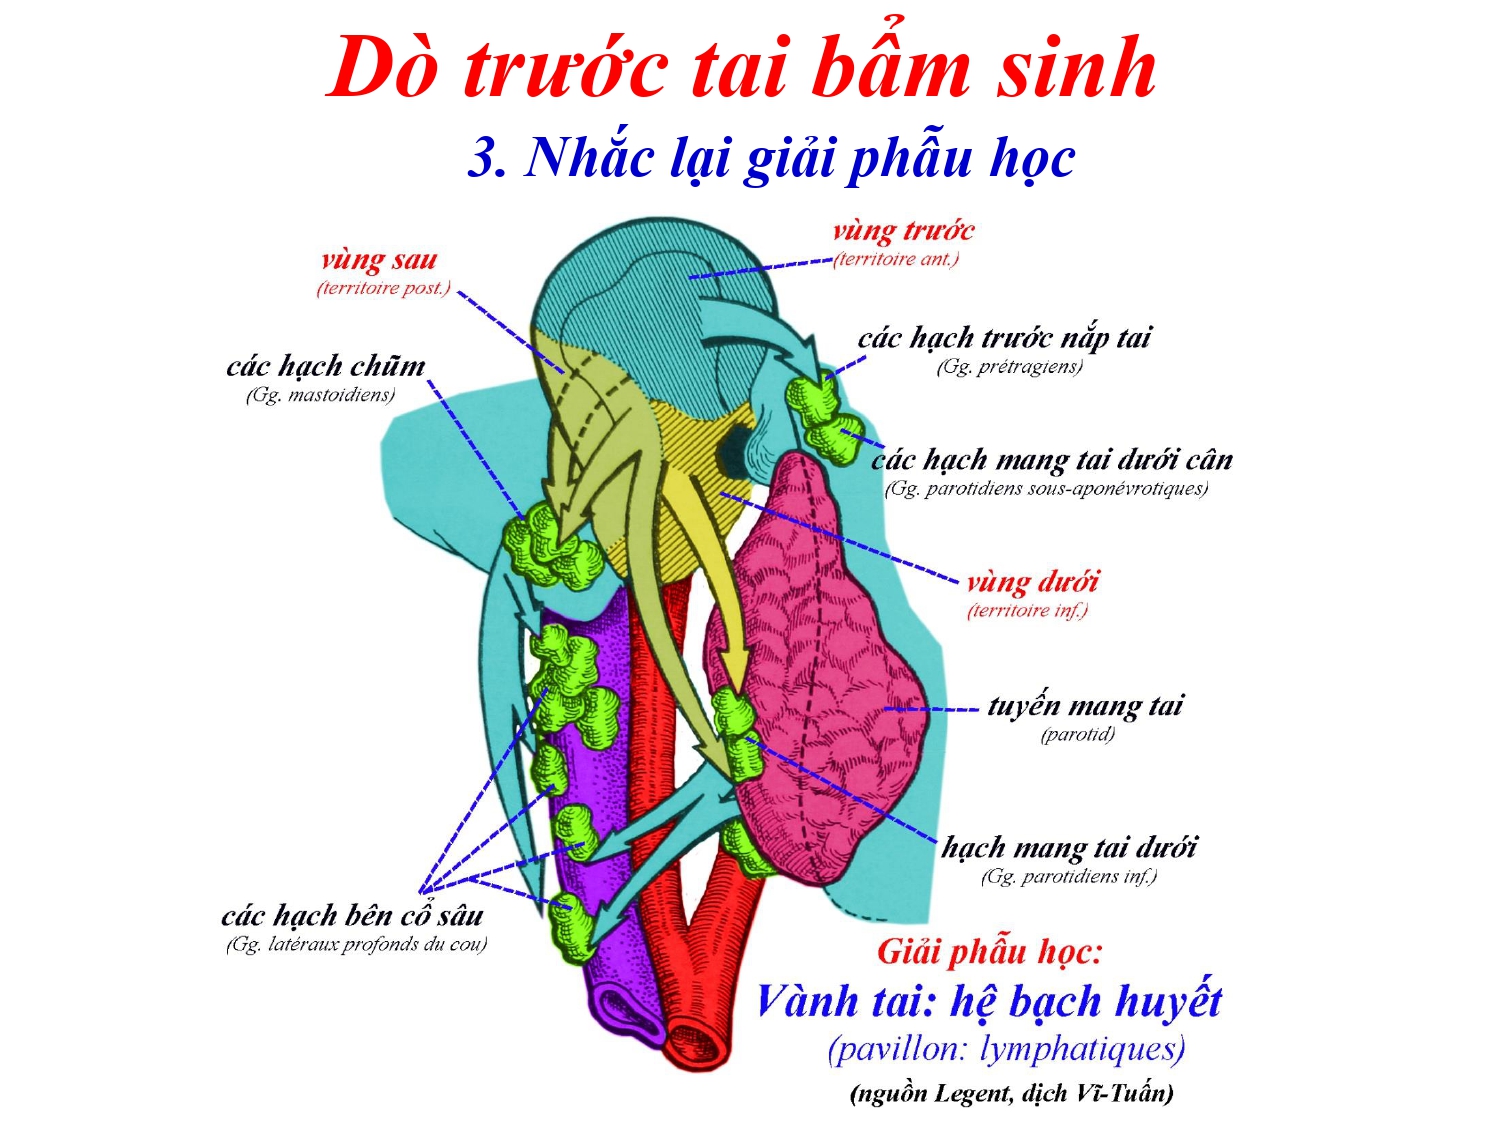 Dò trước tai bẩm sinh
3. Nhắc lại giải phẫu học
vùng trước
(territoire ant.)
vùng sau
(territoire post.)
các hạch trước nắp tai
(Gg. prétragiens)
các hạch chũm
(Gg. mastoidiens)
các hạch mang tai dưới cân
(Gg. parotidiens sous-aponévrotiques)
vùng dưới
(territoire inf.)
tuyến mang tai
(parotid)
hạch mang tai dưới
(Gg. parotidiens inf.)
các hạch bên cổ sâu
(Gg. latéraux profonds du cou)
Giải phẫu học:
Vành tai: hệ bạch huyết
(pavillon: lymphatiques)
(nguồn Legent, dịch Vĩ-Tuấn)